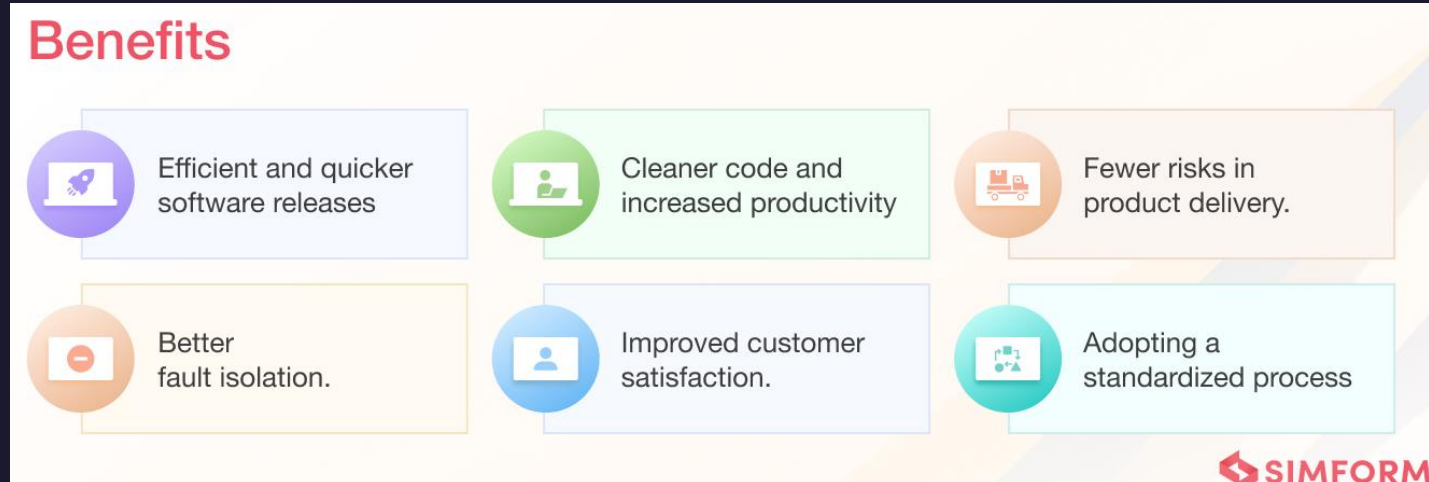 Benefits
Efficient and quicker
software releases
Cleaner code and
increased productivity
Fewer risks in
product delivery.
Better
fault isolation.
Improved customer
satisfaction.
Adopting a
standardized process
SIMFORM